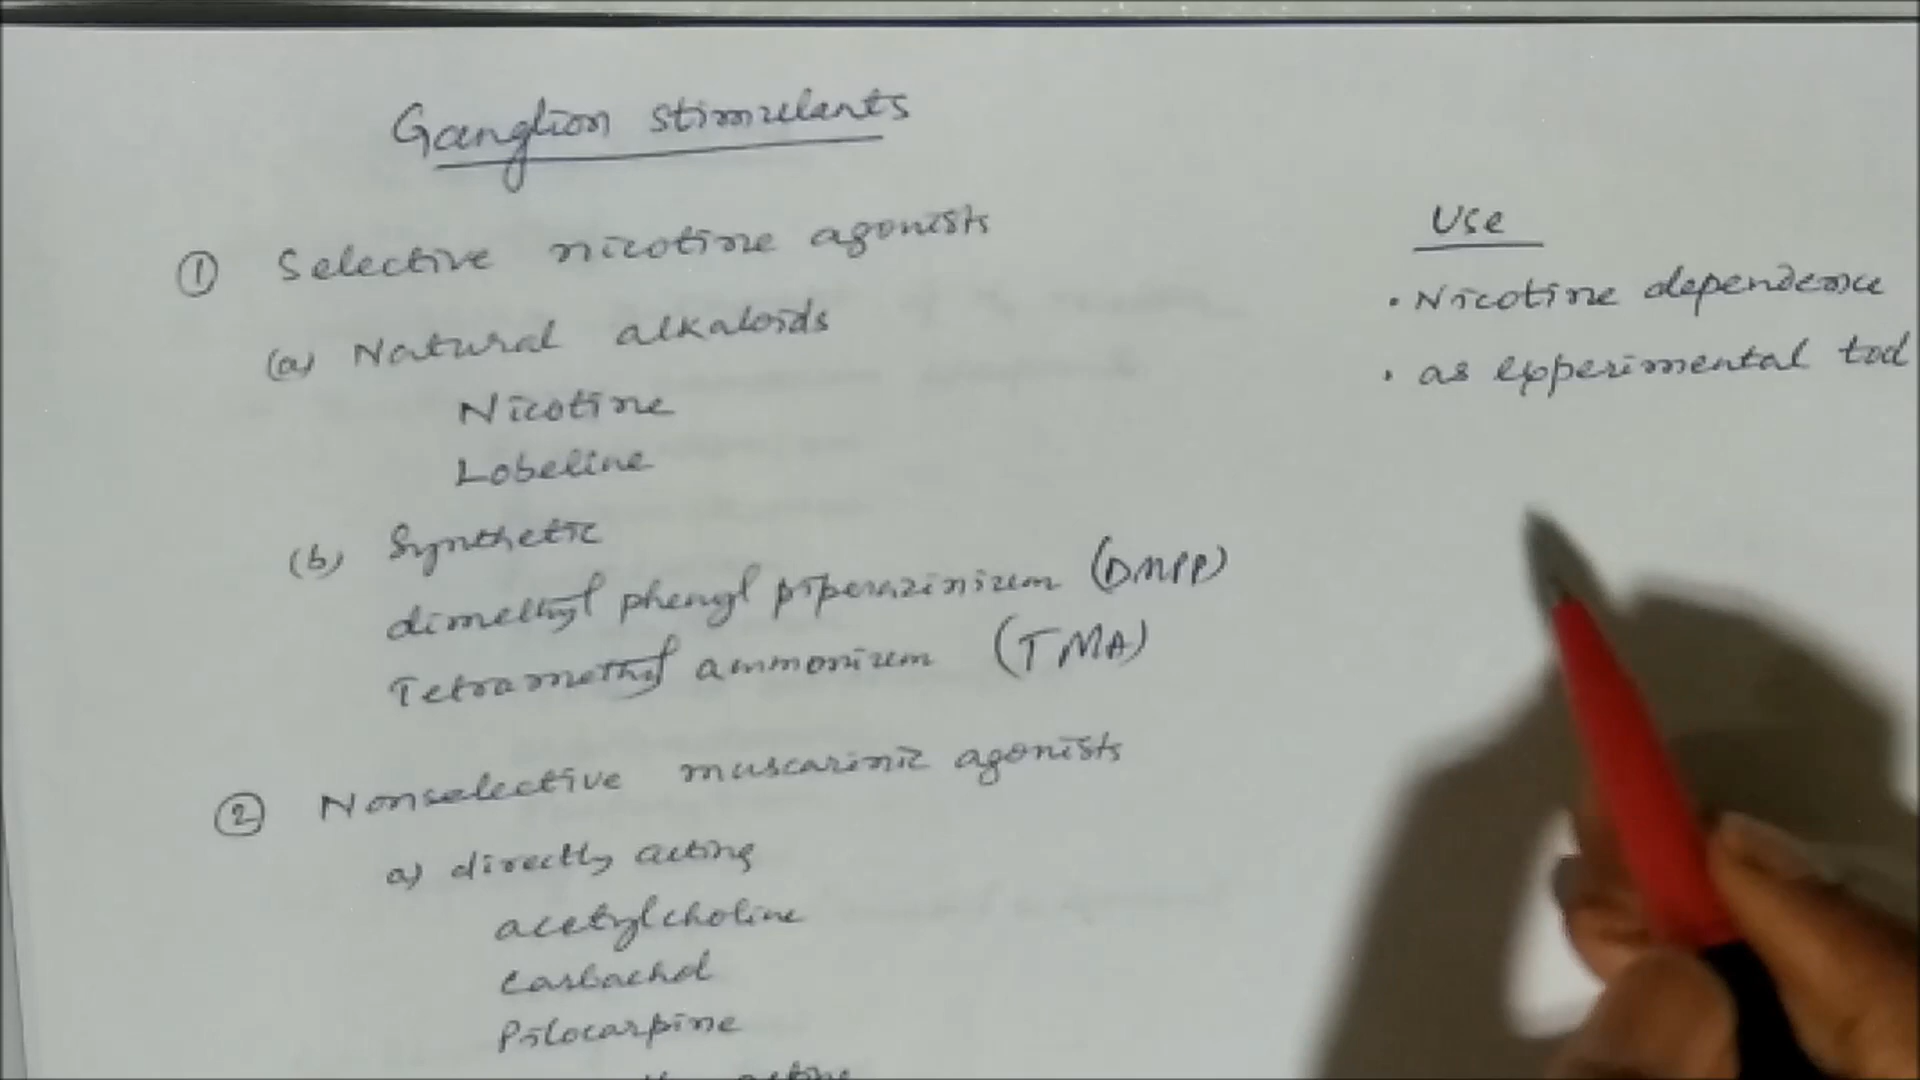 Ganglion stimulants
① Selective nicotine agonists
(a) Natural alkaloids
Nicotine
Lobeline
(b) Synthetic
dimethyl phenyl piperazinium (DMPP)
Tetramethyl ammonium (TMA)
② Nonselective muscarinic agonists
a) directly acting
acetylcholine
Carbachol
Pilocarpine
acting
Use
• Nicotine dependence
• as experimental tool